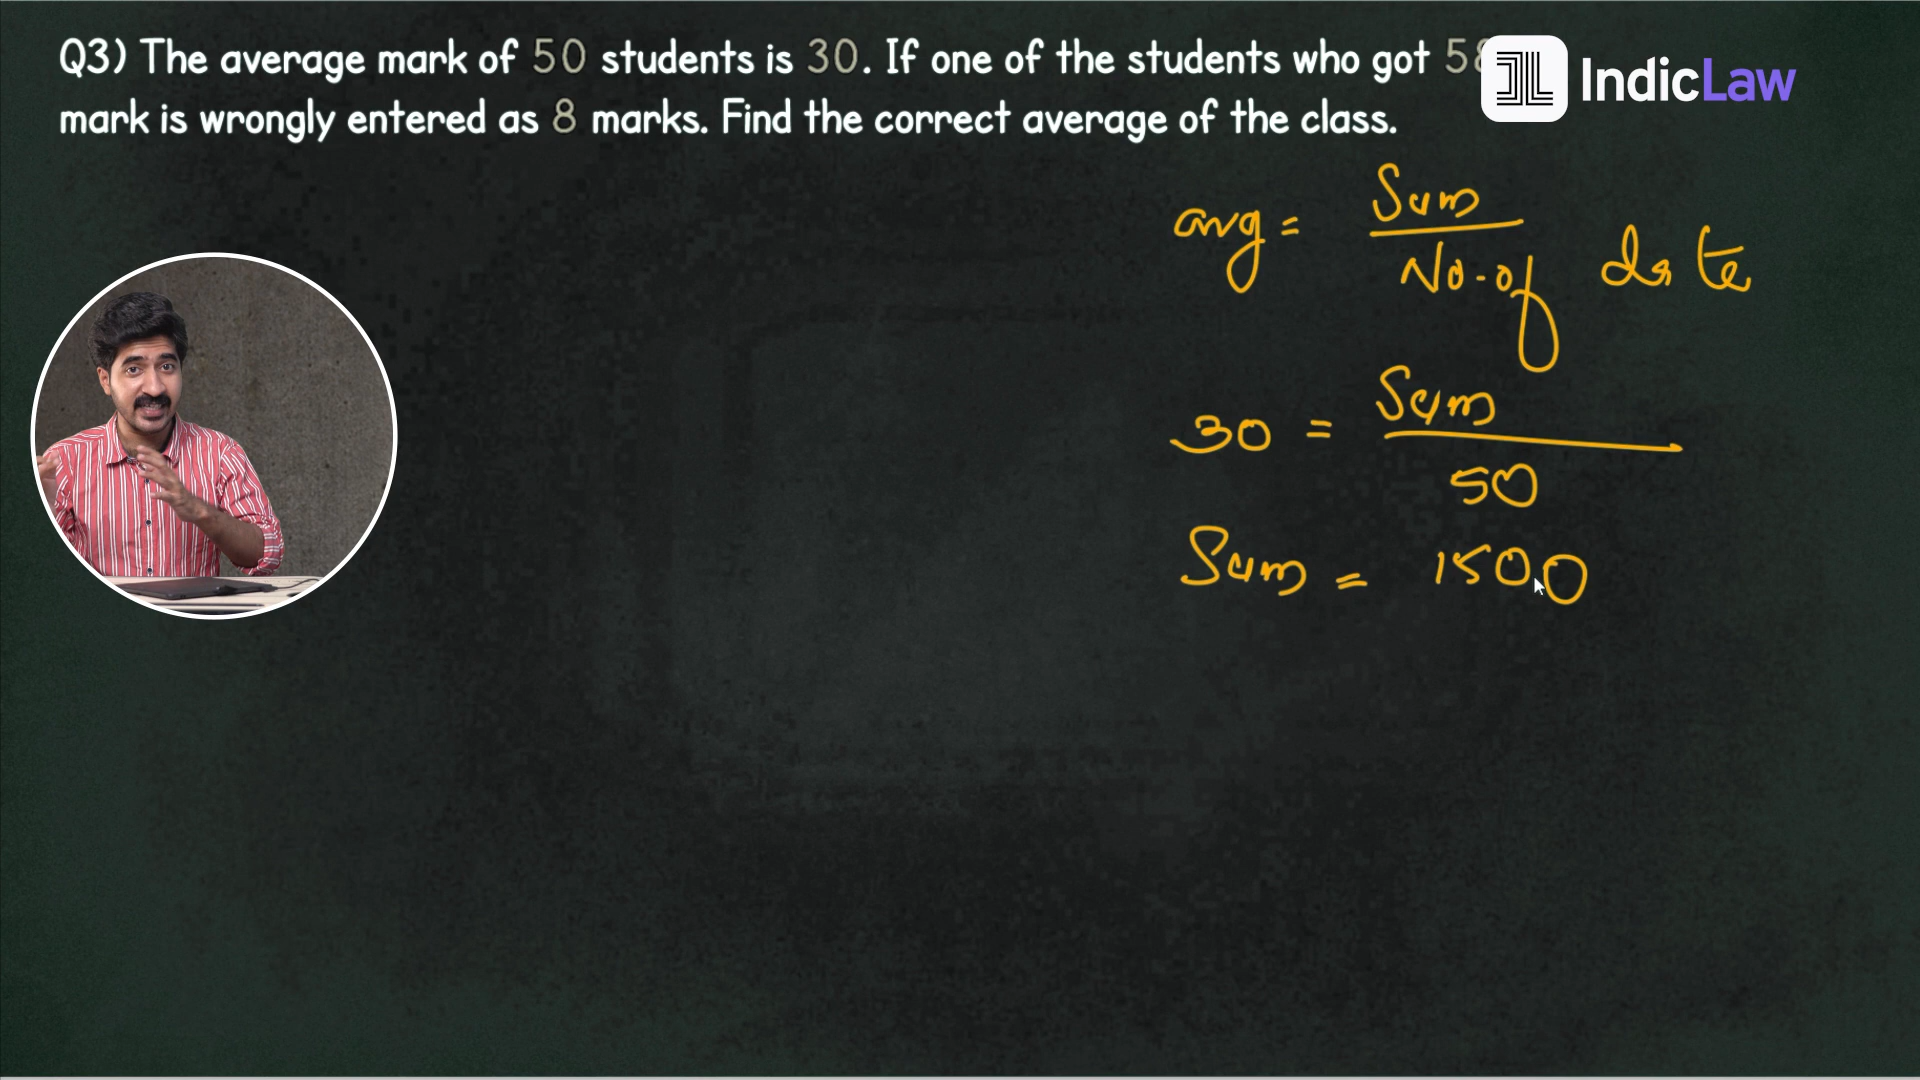 Q3) The average mark of 50 students is 30. If one of the students who got 58
mark is wrongly entered as 8 marks. Find the correct average of the class.
IndicLaw
avg = Sum
No. of data
30 = Sum
50
Sum = 1500